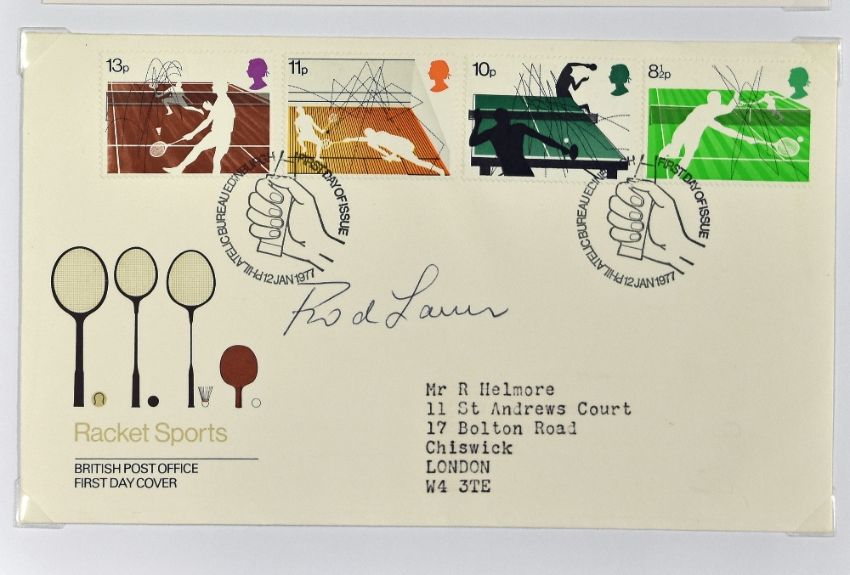 13p
11p
10p
8½p
PHILATELIC BUREAU EDINBURGH FIRST DAY OF ISSUE 12 JAN 1977
PHILATELIC BUREAU EDINBURGH FIRST DAY OF ISSUE 12 JAN 1977
Rod Laver
Mr R Helmore
11 St Andrews Court
17 Bolton Road
Chiswick
LONDON
W4 3TE
Racket Sports
BRITISH POST OFFICE
FIRST DAY COVER